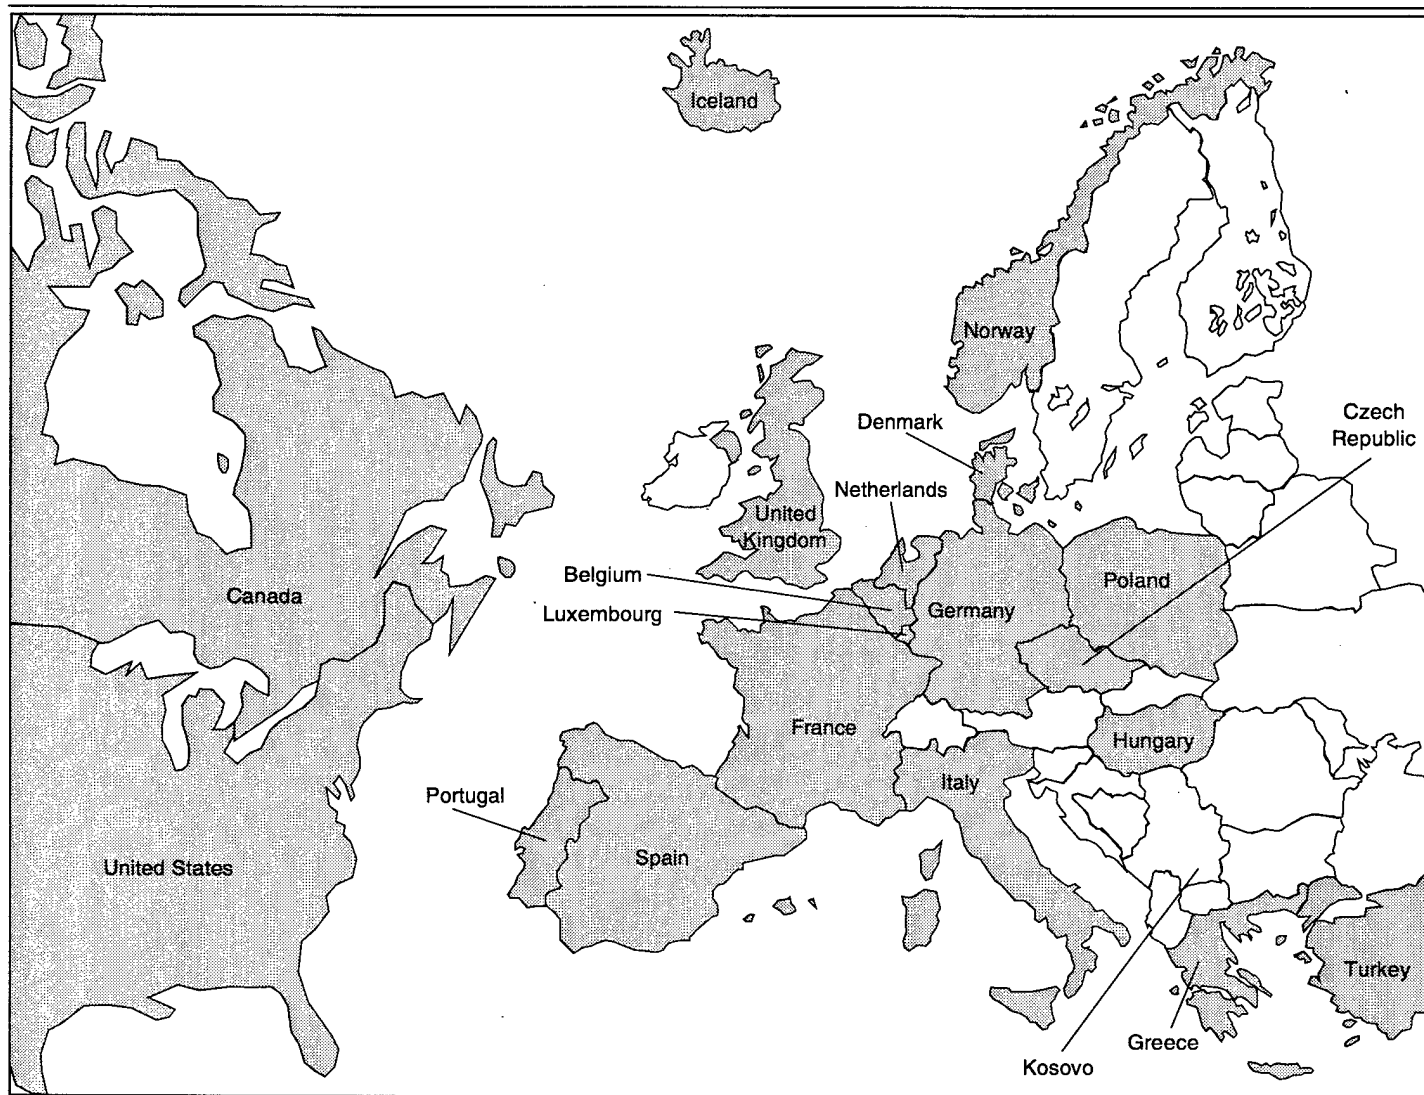 Iceland
Norway
Czech
Republic
Denmark
Netherlands
United
Kingdom
Belgium
Poland
Canada
Luxembourg
Germany
France
Hungary
Italy
Portugal
Spain
United States
Turkey
Greece
Kosovo